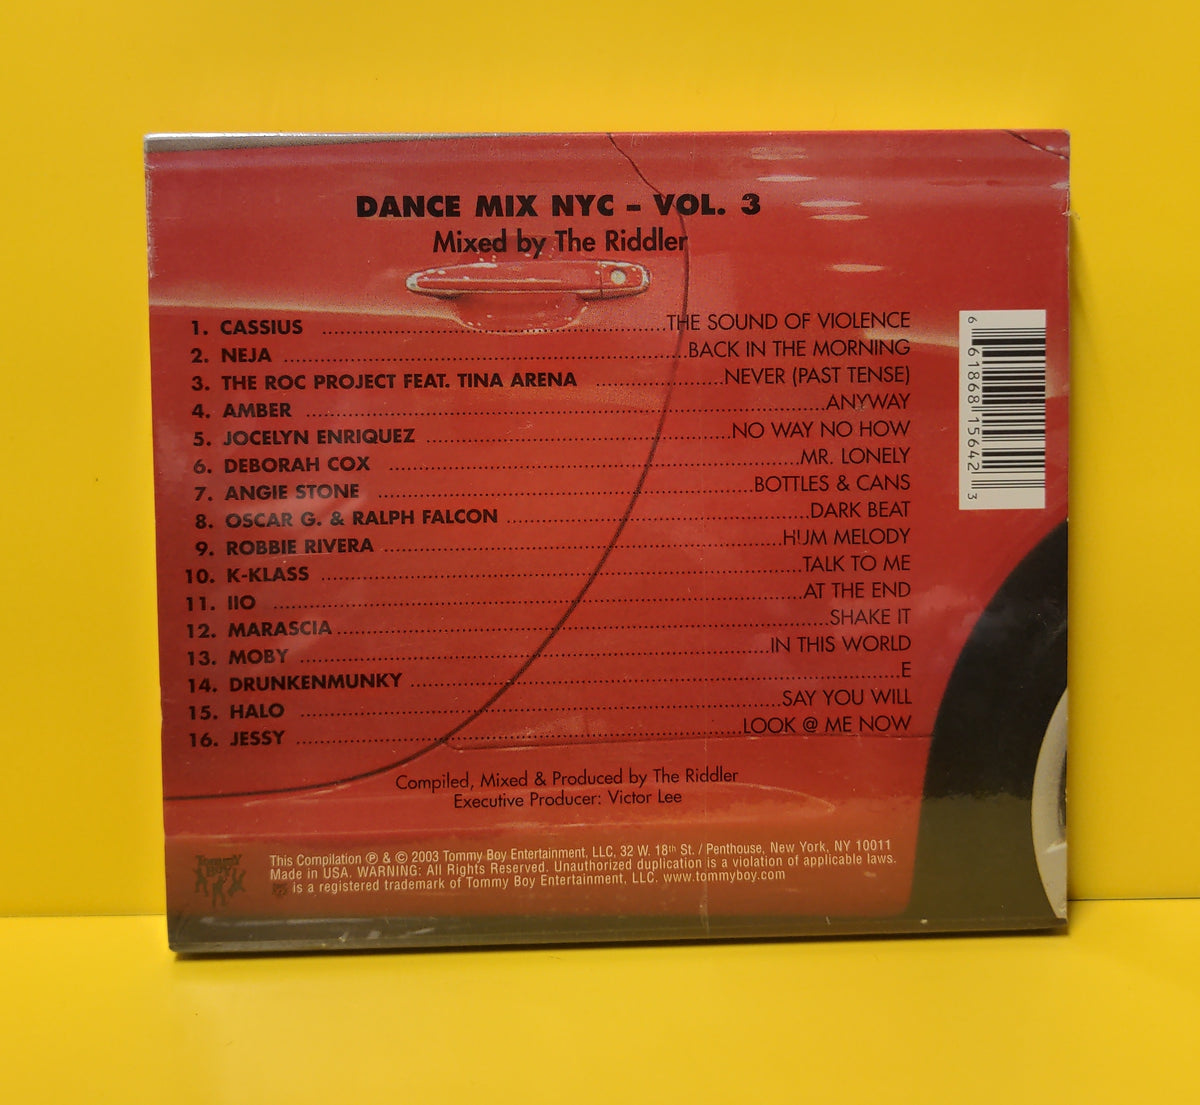 DANCE MIX NYC - VOL. 3
Mixed by The Riddler
1. CASSIUS ........ THE SOUND OF VIOLENCE
2. NEJA ........ BACK IN THE MORNING
3. THE ROC PROJECT FEAT. TINA ARENA ........ NEVER (PAST TENSE)
4. AMBER ........ ANYWAY
5. JOCELYN ENRIQUEZ ........ NO WAY NO HOW
6. DEBORAH COX ........ MR. LONELY
7. ANGIE STONE ........ BOTTLES & CANS
8. OSCAR G. & RALPH FALCON ........ DARK BEAT
9. ROBBIE RIVERA ........ HUM MELODY
10. K-KLASS ........ TALK TO ME
11. IIO ........ AT THE END
12. MARASCIA ........ SHAKE IT
13. MOBY ........ IN THIS WORLD
14. DRUNKENMUNKY ........ E
15. HALO ........ SAY YOU WILL
16. JESSY ........ LOOK @ ME NOW
6 61868 15642 3
Compiled, Mixed & Produced by The Riddler
Executive Producer: Victor Lee
Tommy
Boy
This Compilation ℗ & © 2003 Tommy Boy Entertainment, LLC, 32 W. 18th St. / Penthouse, New York, NY 10011
Made in USA. WARNING: All Rights Reserved. Unauthorized duplication is a violation of applicable laws.
is a registered trademark of Tommy Boy Entertainment, LLC. www.tommyboy.com